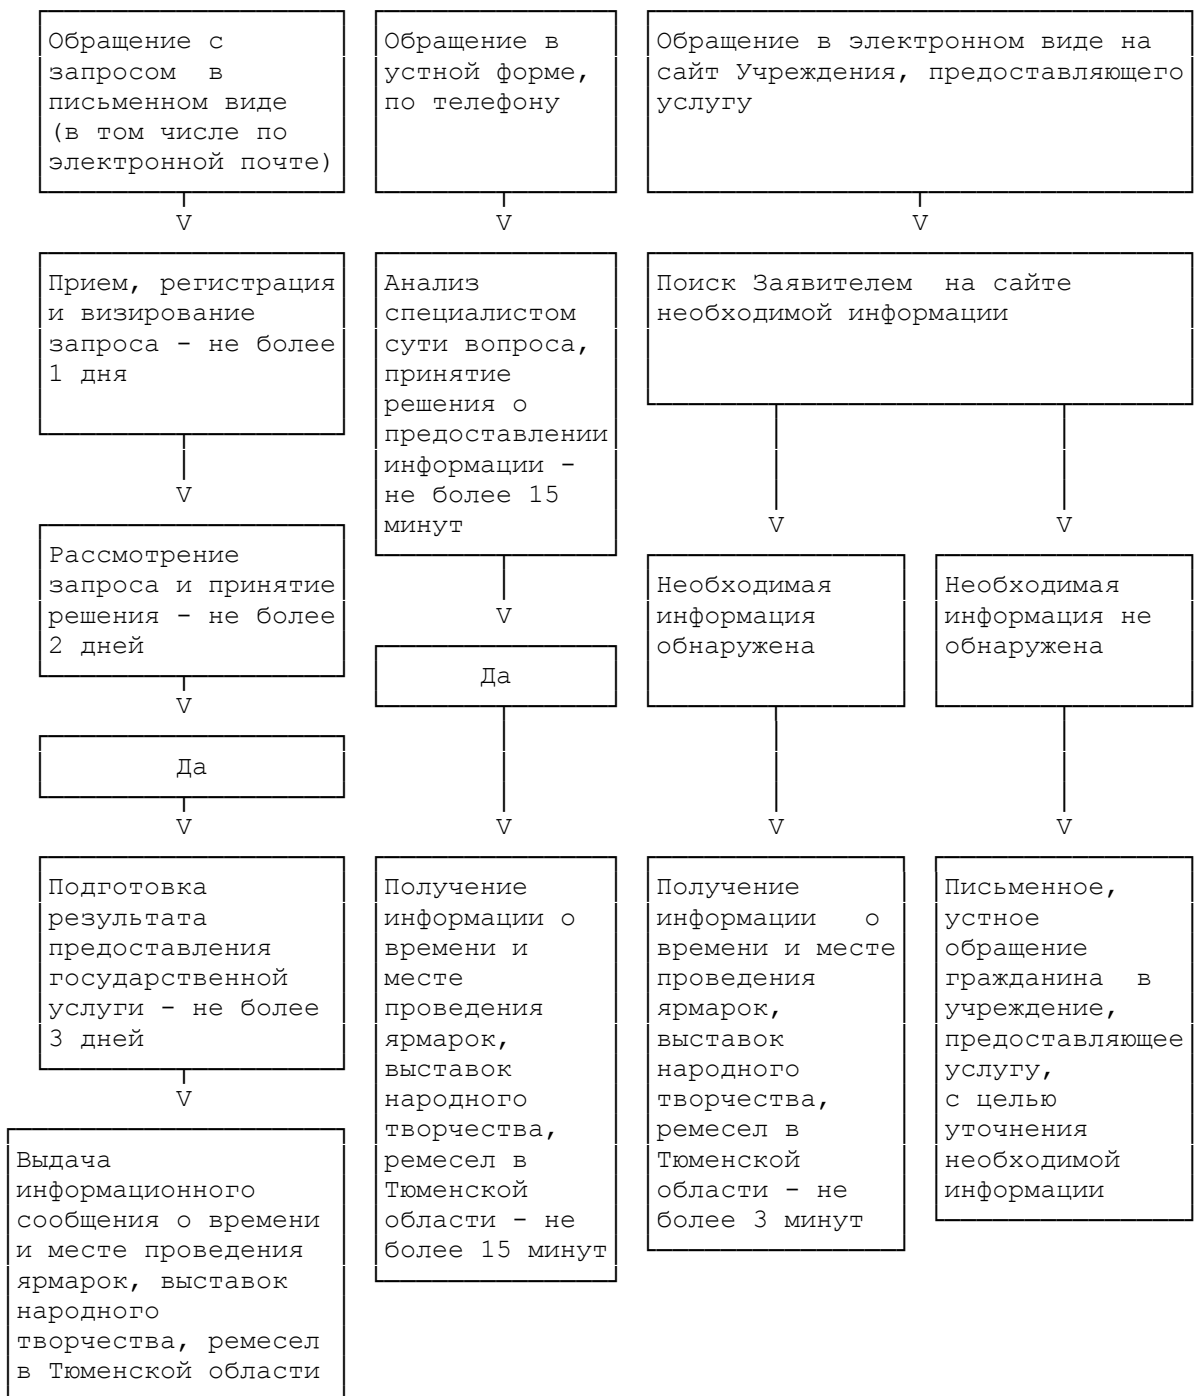 Обращение с
запросом в
письменном виде
(в том числе по
электронной почте)
Обращение в
устной форме,
по телефону
Обращение в электронном виде на
сайт Учреждения, предоставляющего
услугу
V
V
V
Прием, регистрация
и визирование
запроса - не более
1 дня
Анализ
специалистом
сути вопроса,
принятие
решения о
предоставлении
информации -
не более 15
минут
Поиск Заявителем на сайте
необходимой информации
V
V
V
Рассмотрение
запроса и принятие
решения - не более
2 дней
V
Необходимая
информация
обнаружена
Необходимая
информация не
обнаружена
V
Да
Да
V
V
V
V
Подготовка
результата
предоставления
государственной
услуги - не более
3 дней
V
Выдача
информационного
сообщения о времени
и месте проведения
ярмарок, выставок
народного
творчества, ремесел
в Тюменской области
Получение
информации о
времени и
месте
проведения
ярмарок,
выставок
народного
творчества,
ремесел в
Тюменской
области - не
более 15 минут
Получение
информации о
времени и месте
проведения
ярмарок,
выставок
народного
творчества,
ремесел в
Тюменской
области - не
более 3 минут
Письменное,
устное
обращение
гражданина в
учреждение,
предоставляющее
услугу,
с целью
уточнения
необходимой
информации